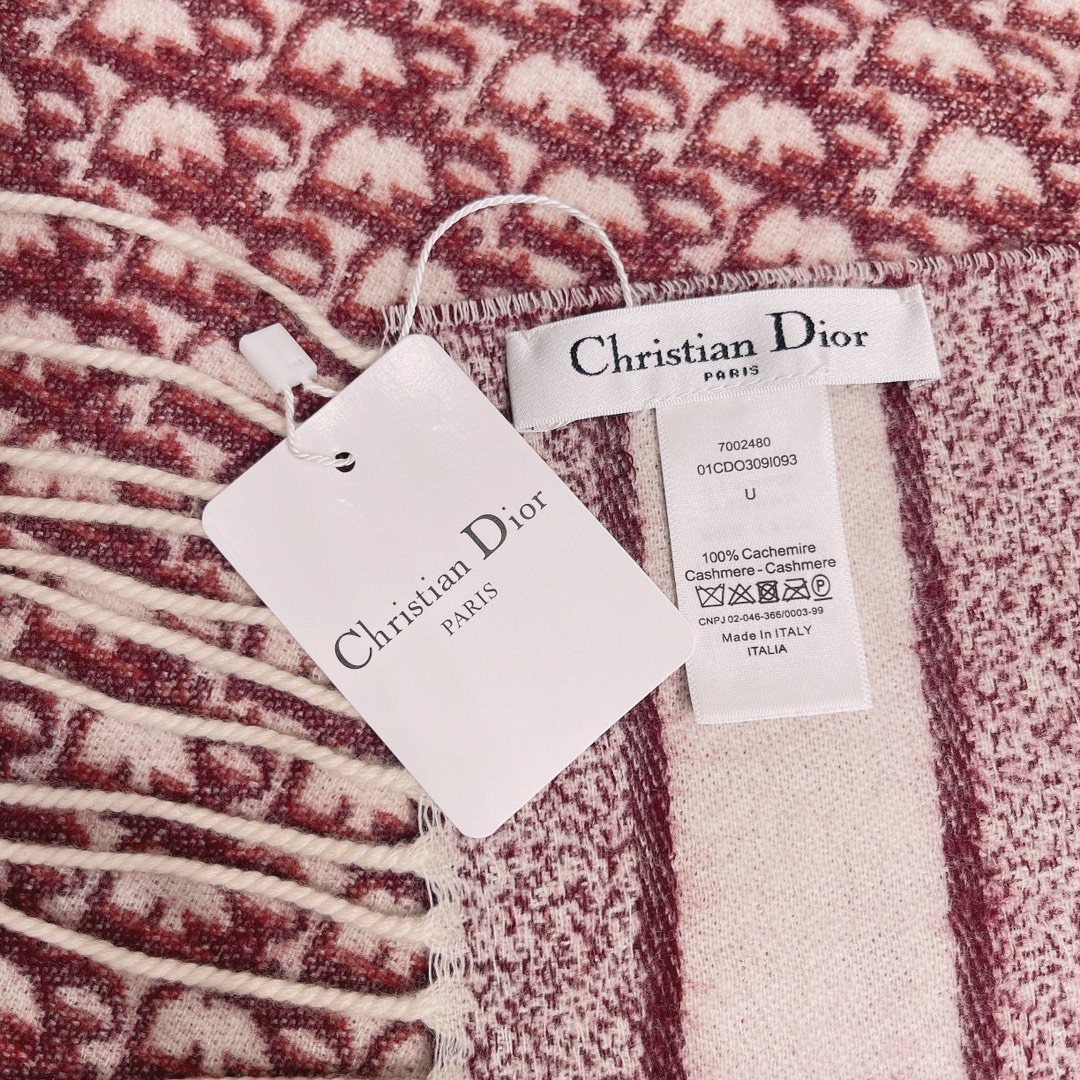 Christian Dior
PARIS
7002480
01CDO309I093
U
100% Cachemire
Cashmere - Cashmere
CNPJ 02-046-366/0003-99
Made In ITALY
ITALIA
Christian Dior
PARIS